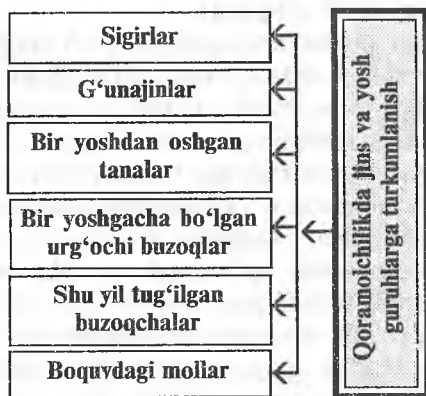 Sigirlar
G‘unajinlar
Bir yoshdan oshgan
tanalar
Bir yoshgacha bo‘lgan
urg‘ochi buzoqlar
Shu yil tug‘ilgan
buzoqchalar
Boquvdagi mollar
Qoramolchilikda jins va yosh
guruhlarga turkumlanish